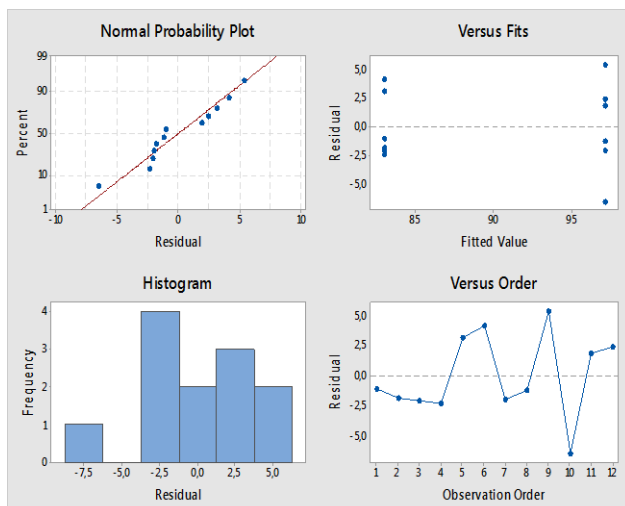 Normal Probability Plot
99
90
50
10
1
Percent
-10
-5
0
5
10
Residual
Versus Fits
5,0
2,5
0,0
-2,5
-5,0
Residual
85
90
95
Fitted Value
Histogram
4
3
2
1
0
Frequency
-7,5
-5,0
-2,5
0,0
2,5
5,0
Residual
Versus Order
5,0
2,5
0,0
-2,5
-5,0
Residual
1 2 3 4 5 6 7 8 9 10 11 12
Observation Order